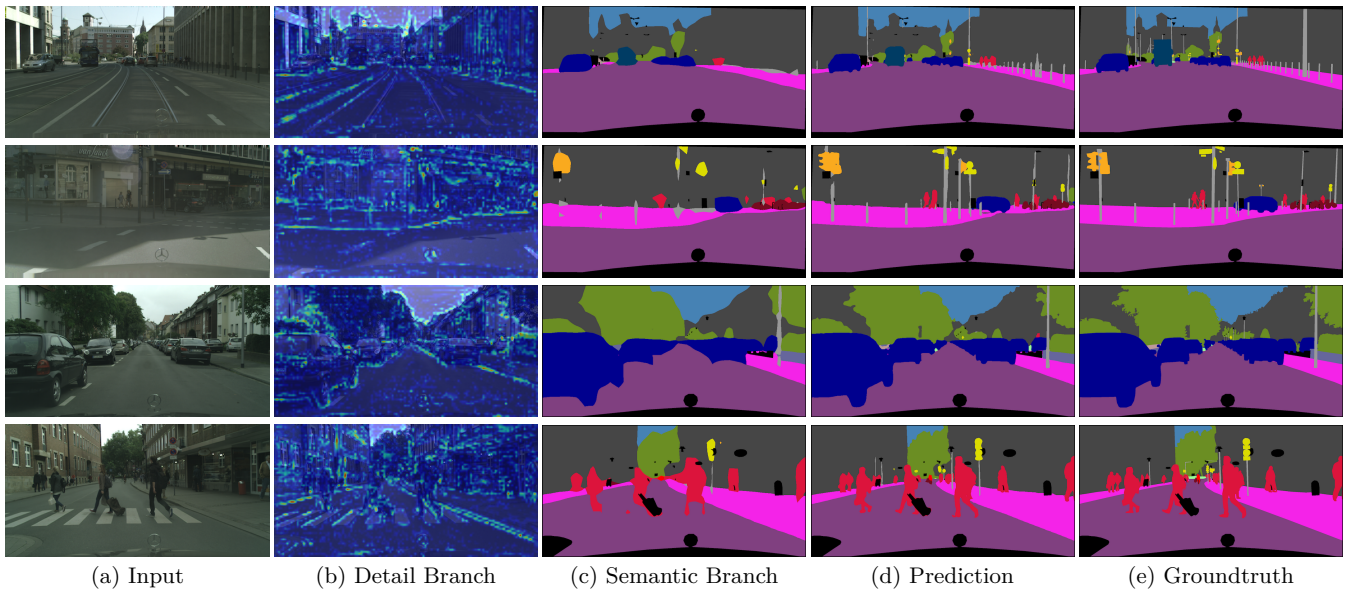 (a) Input
(b) Detail Branch
(c) Semantic Branch
(d) Prediction
(e) Groundtruth